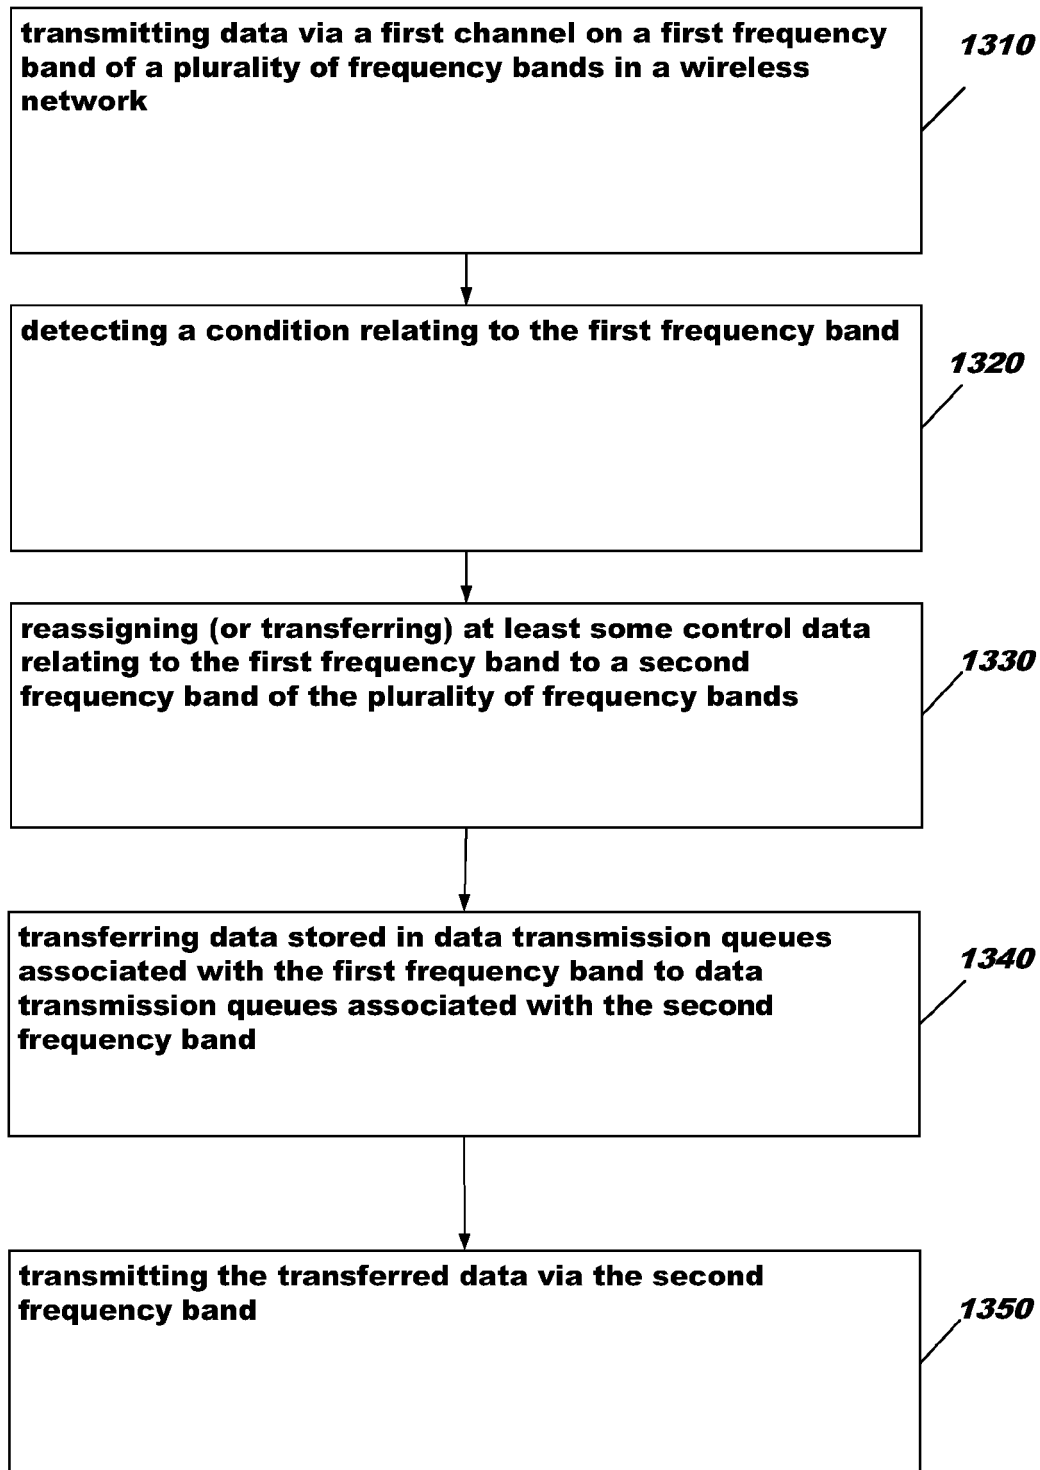 transmitting data via a first channel on a first frequency
band of a plurality of frequency bands in a wireless
network
1310
detecting a condition relating to the first frequency band
1320
reassigning (or transferring) at least some control data
relating to the first frequency band to a second
frequency band of the plurality of frequency bands
1330
transferring data stored in data transmission queues
associated with the first frequency band to data
transmission queues associated with the second
frequency band
1340
transmitting the transferred data via the second
frequency band
1350